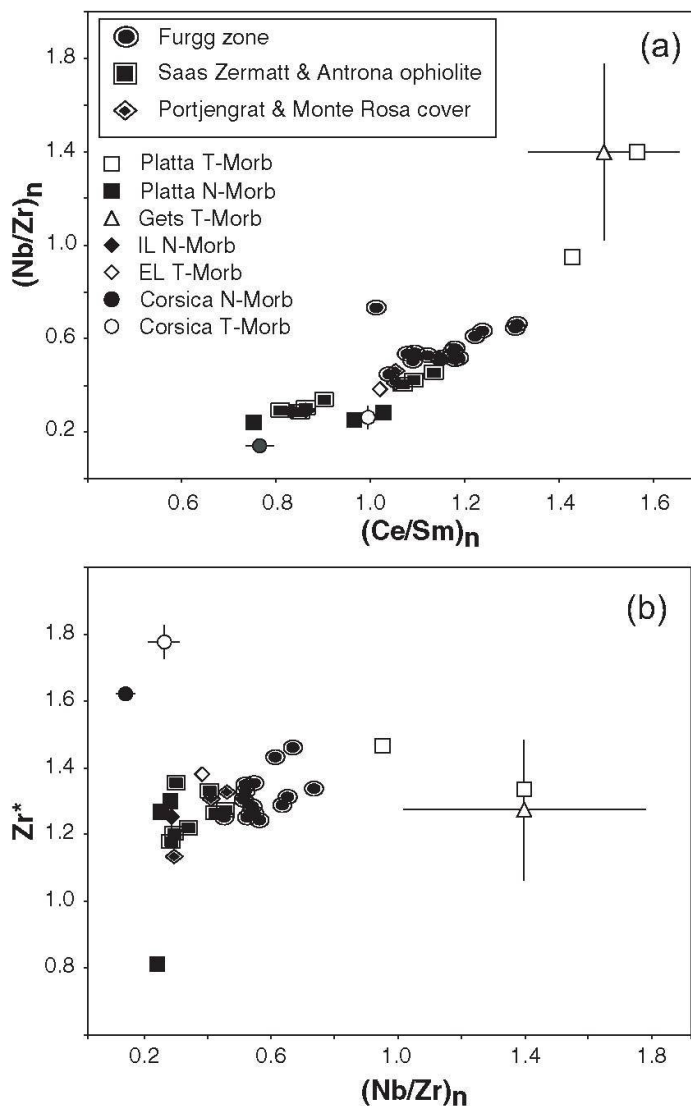 (a)
Furgg zone
Saas Zermatt & Antrona ophiolite
Portjengrat & Monte Rosa cover
Platta T-Morb
Platta N-Morb
Gets T-Morb
IL N-Morb
EL T-Morb
Corsica N-Morb
Corsica T-Morb
(Nb/Zr)n
1.8
1.4
1.0
0.6
0.2
0.6 0.8 1.0 1.2 1.4 1.6
(Ce/Sm)n
(b)
Zr*
1.8
1.6
1.4
1.2
1.0
0.8
0.2 0.6 1.0 1.4 1.8
(Nb/Zr)n